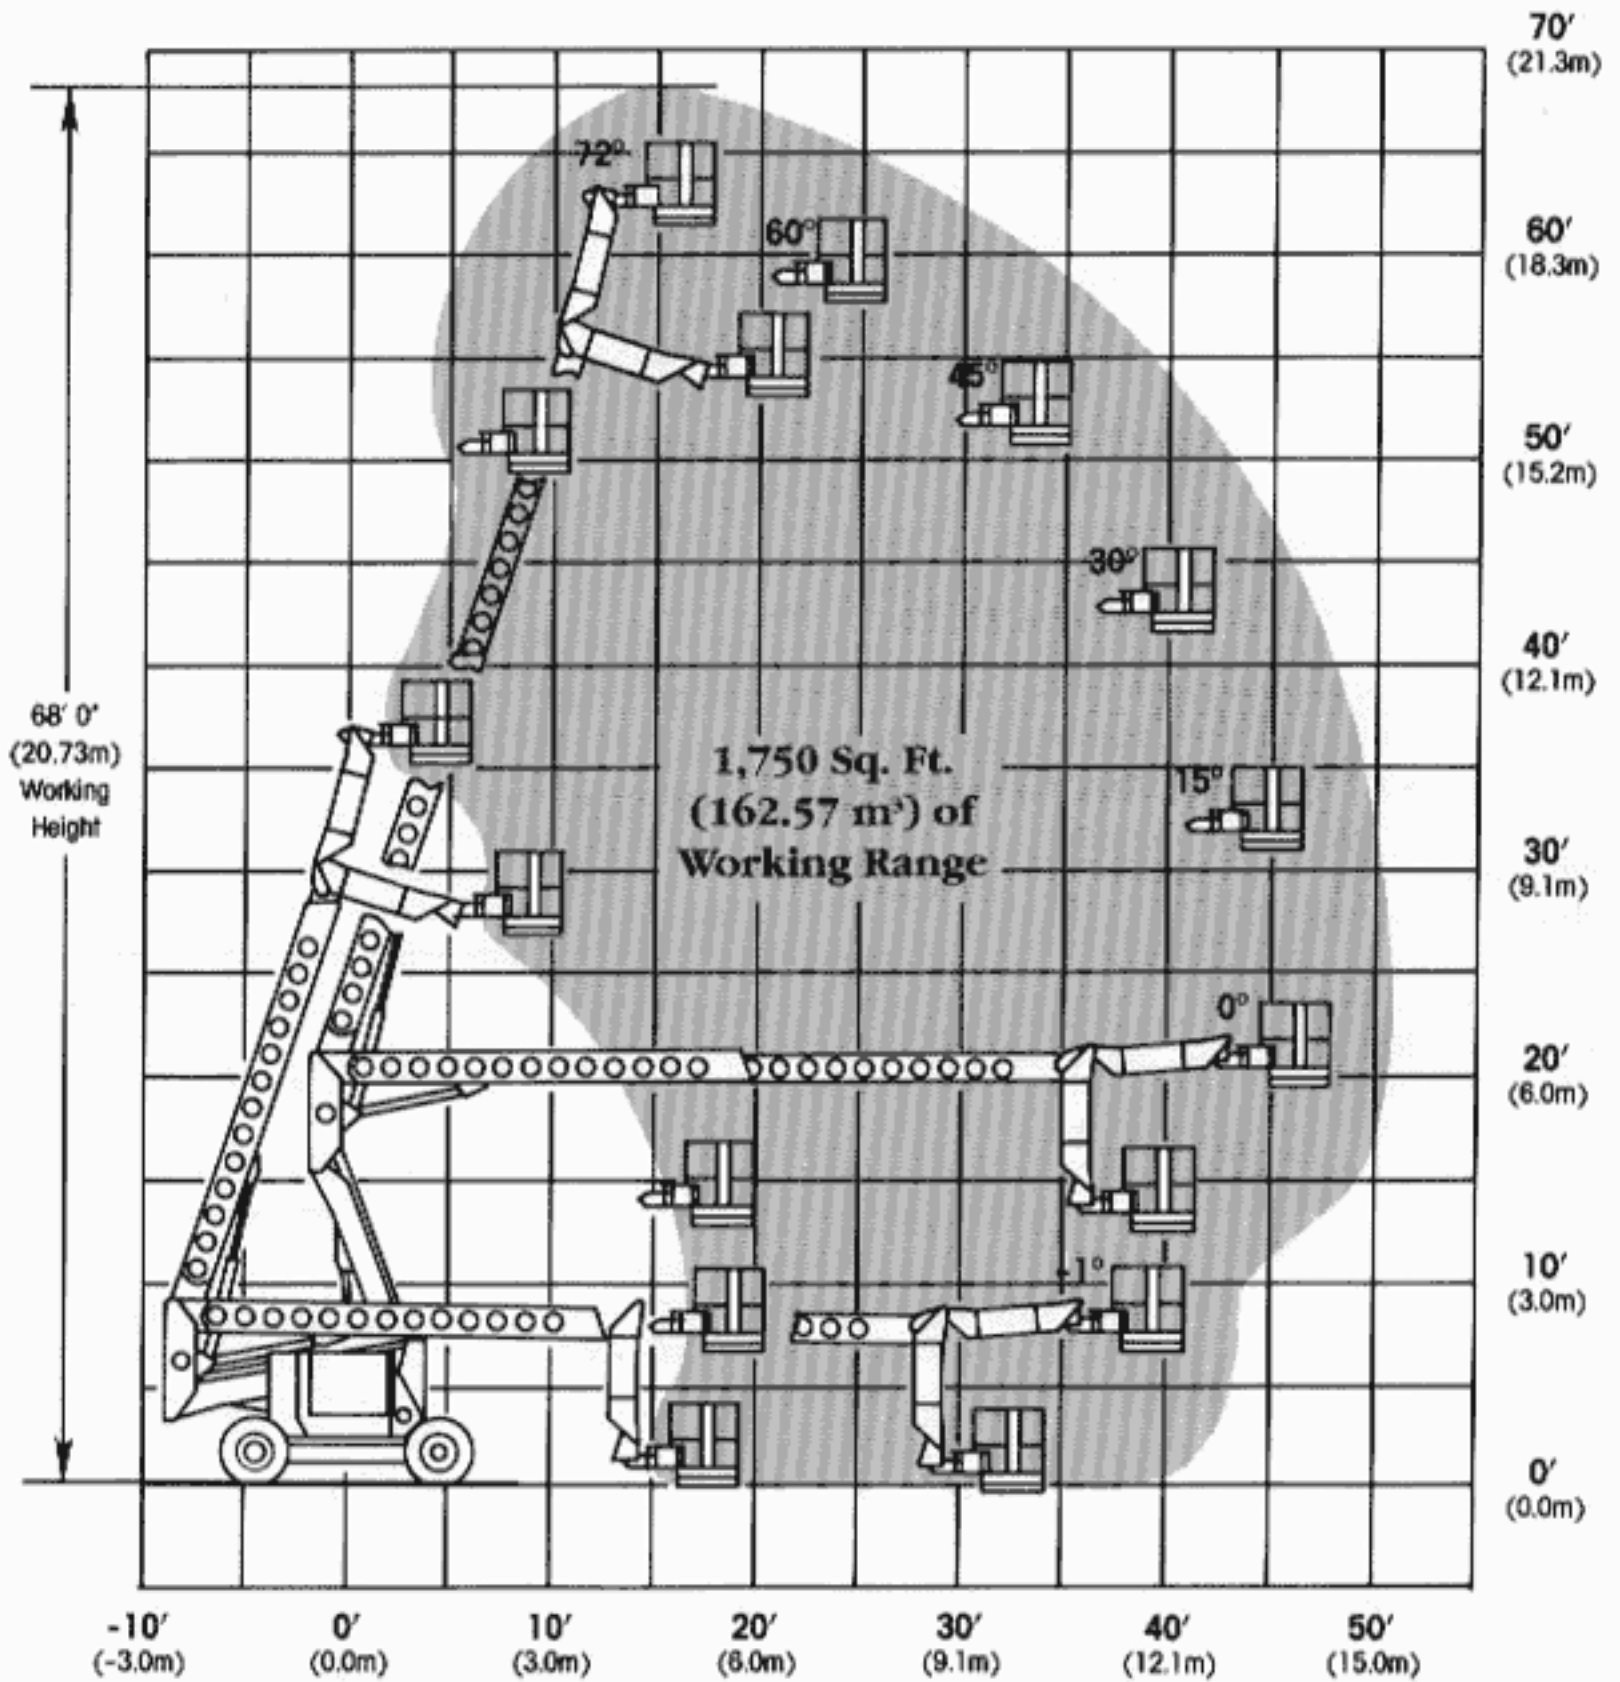 70′
(21.3m)
72°
60°
60′
(18.3m)
45°
50′
(15.2m)
30°
40′
(12.1m)
68′ 0″
(20.73m)
Working
Height
1,750 Sq. Ft.
(162.57 m³) of
Working Range
15°
30′
(9.1m)
0°
20′
(6.0m)
-1°
10′
(3.0m)
0′
(0.0m)
-10′ 0′ 10′ 20′ 30′ 40′ 50′
(-3.0m) (0.0m) (3.0m) (6.0m) (9.1m) (12.1m) (15.0m)